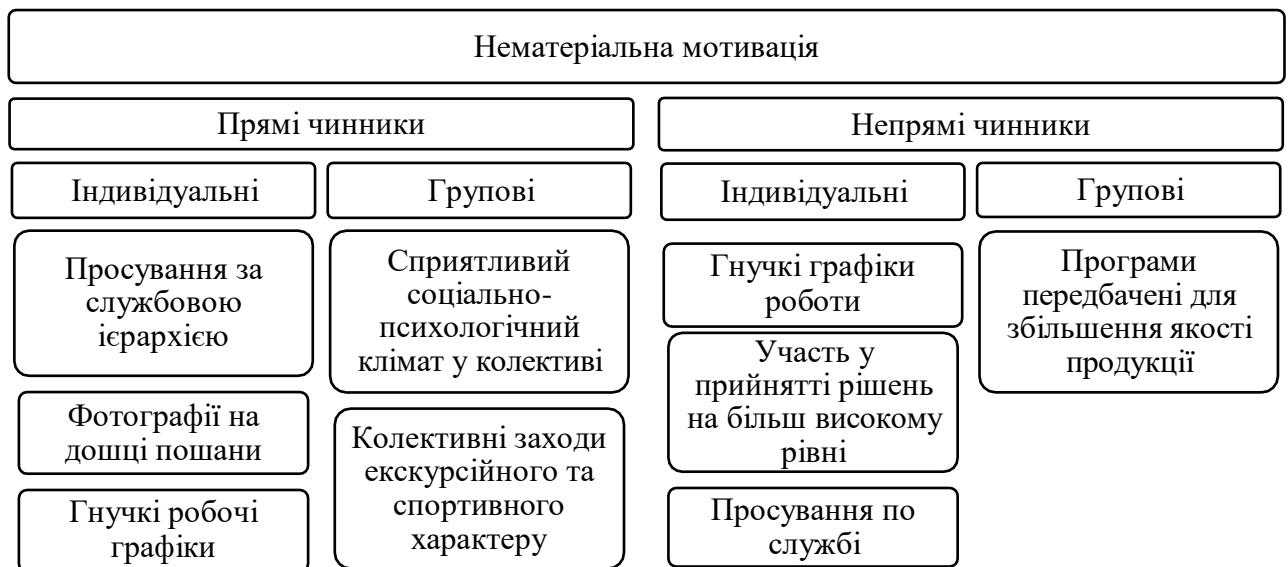 Нематеріальна мотивація
Прямі чинники
Індивідуальні
Просування за
службовою
ієрархією
Фотографії на
дошці пошани
Гнучкі робочі
графіки
Групові
Сприятливий
соціально-
психологічний
клімат у колективі
Колективні заходи
екскурсійного та
спортивного
характеру
Непрямі чинники
Індивідуальні
Гнучкі графіки
роботи
Участь у
прийнятті рішень
на більш високому
рівні
Просування по
службі
Групові
Програми
передбачені для
збільшення якості
продукції